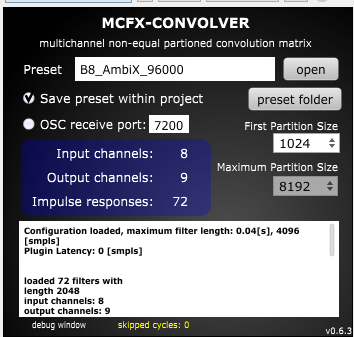 MCFX-CONVOLVER
multichannel non-equal partioned convolution matrix
Preset B8_AmbiX_96000 open
Save preset within project preset folder
OSC receive port: 7200 First Partition Size
1024
Input channels: 8
Maximum Partition Size
Output channels: 9
8192
Impulse responses: 72
Configuration loaded, maximum filter length: 0.04[s], 4096
[smpls]
Plugin Latency: 0 [smpls]
loaded 72 filters with
length 2048
input channels: 8
output channels: 9
debug window skipped cycles: 0 v0.6.3